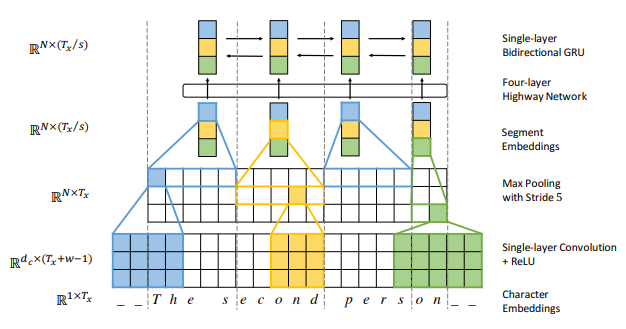 ℝ^{N×(T_x/s)}
Single-layer
Bidirectional GRU
Four-layer
Highway Network
ℝ^{N×(T_x/s)}
Segment
Embeddings
ℝ^{N×T_x}
Max Pooling
with Stride 5
ℝ^{d_c×(T_x+w−1)}
Single-layer Convolution
+ ReLU
ℝ^{1×T_x}
_ _ T h e s e c o n d p e r s o n _ _
Character
Embeddings